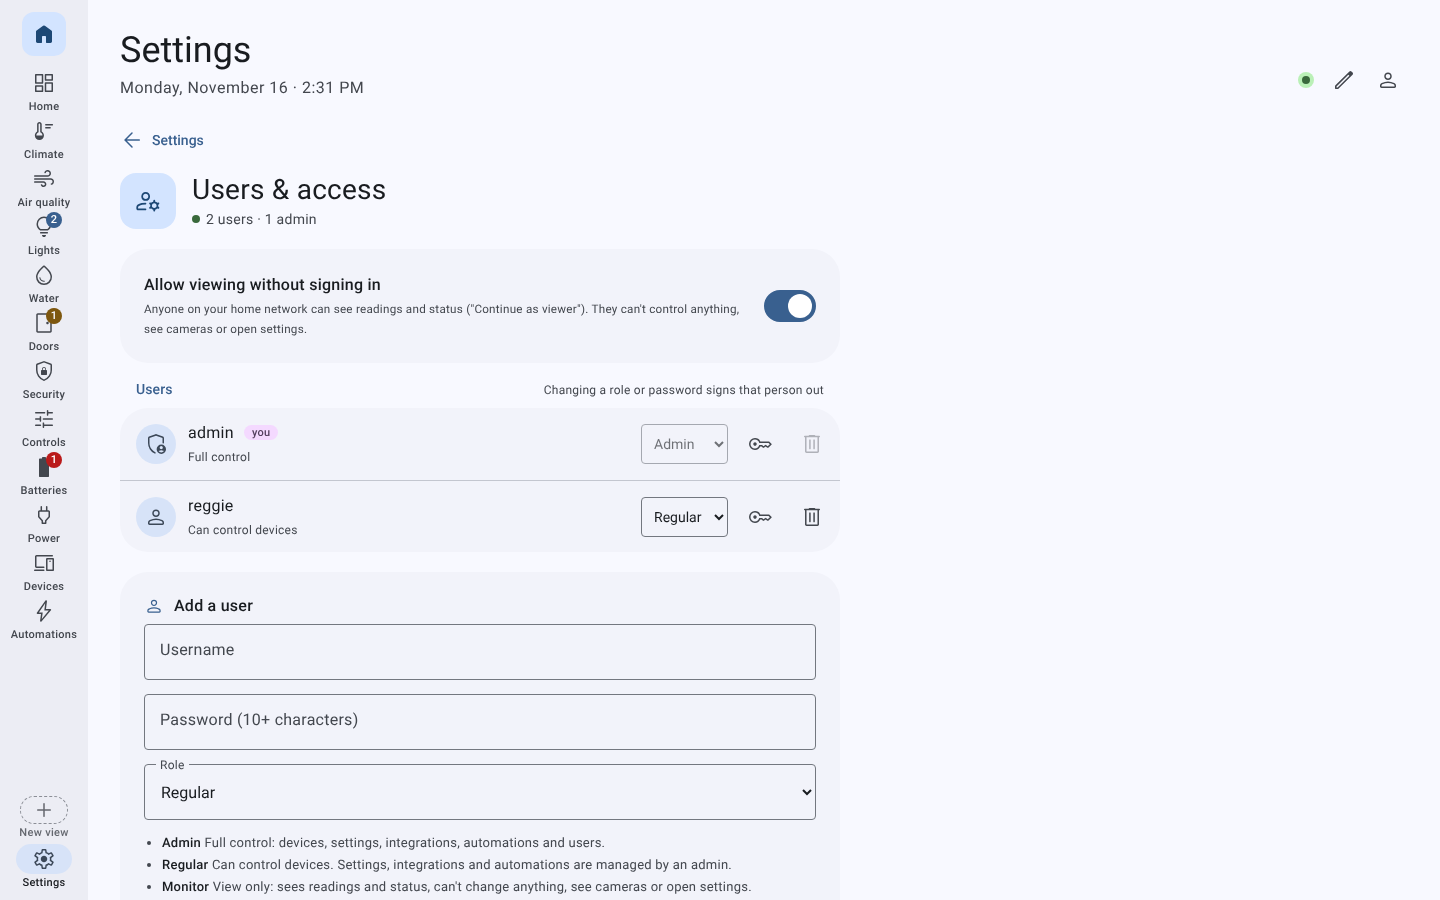 Settings
Monday, November 16 · 2:31 PM
Home
Climate
Air quality
2
Lights
Water
1
Doors
Security
Controls
1
Batteries
Power
Devices
Automations
New view
Settings
Settings
Users & access
2 users · 1 admin
Allow viewing without signing in
Anyone on your home network can see readings and status ("Continue as viewer"). They can't control anything,
see cameras or open settings.
Users
Changing a role or password signs that person out
admin you
Full control
Admin
reggie
Can control devices
Regular
Add a user
Username
Password (10+ characters)
Role
Regular
• Admin Full control: devices, settings, integrations, automations and users.
• Regular Can control devices. Settings, integrations and automations are managed by an admin.
• Monitor View only: sees readings and status, can't change anything, see cameras or open settings.